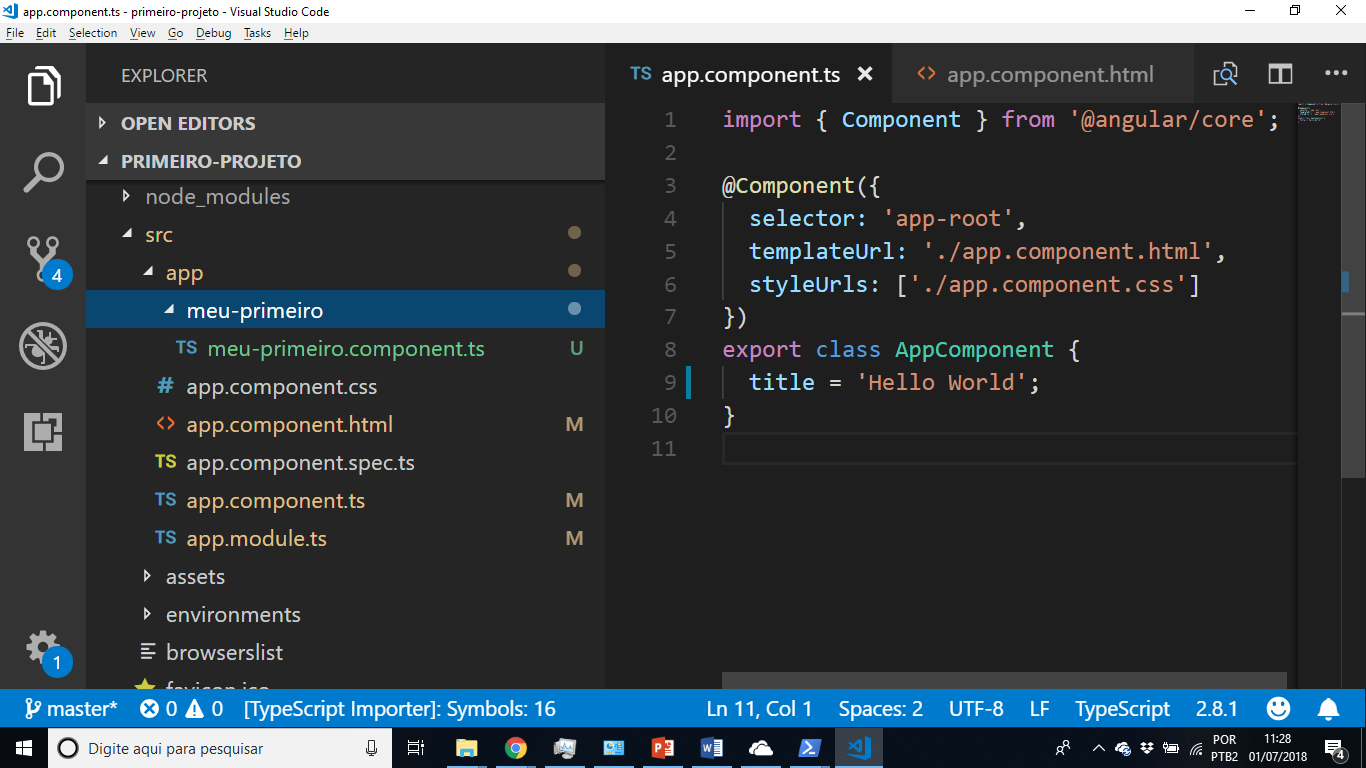 app.component.ts - primeiro-projeto - Visual Studio Code
File Edit Selection View Go Debug Tasks Help
EXPLORER
OPEN EDITORS
PRIMEIRO-PROJETO
node_modules
src
app
meu-primeiro
TS meu-primeiro.component.ts U
# app.component.css
<> app.component.html M
TS app.component.spec.ts
TS app.component.ts M
TS app.module.ts M
assets
environments
browserslist
favicon.ico
4
1
TS app.component.ts
<> app.component.html
1 import { Component } from '@angular/core';
2
3 @Component({
4 selector: 'app-root',
5 templateUrl: './app.component.html',
6 styleUrls: ['./app.component.css']
7 })
8 export class AppComponent {
9 title = 'Hello World';
10 }
11
master* 0 0 [TypeScript Importer]: Symbols: 16 Ln 11, Col 1 Spaces: 2 UTF-8 LF TypeScript 2.8.1
Digite aqui para pesquisar
POR
PTB2
11:28
01/07/2018
4